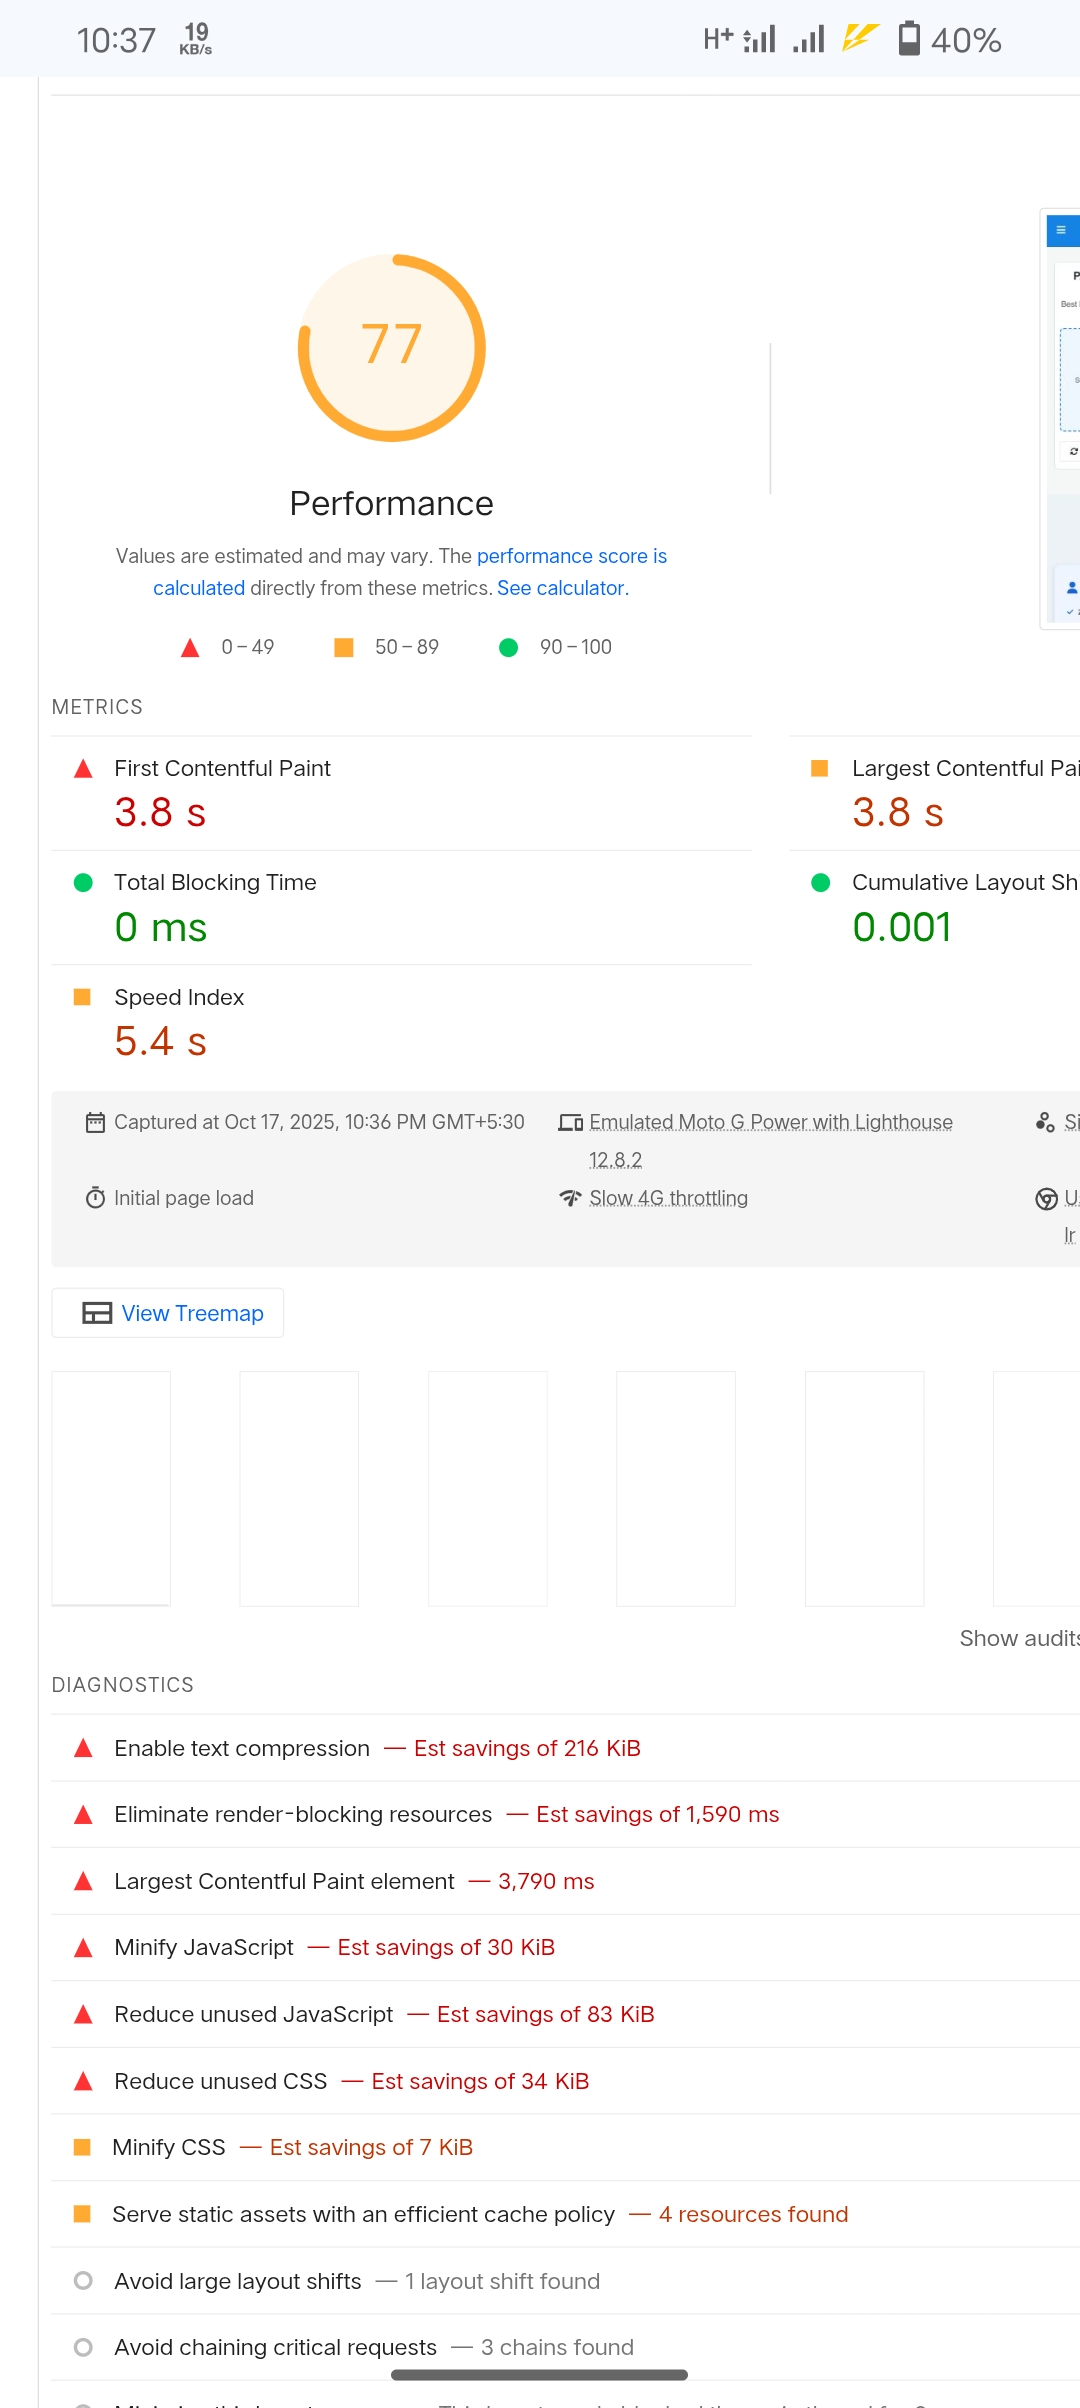 10:37 19 KB/s H+ 40%
77
Performance
Values are estimated and may vary. The performance score is
calculated directly from these metrics. See calculator.
0–49 50–89 90–100
Best
METRICS
First Contentful Paint
3.8 s
Largest Contentful Pai
3.8 s
Total Blocking Time
0 ms
Cumulative Layout Sh
0.001
Speed Index
5.4 s
Captured at Oct 17, 2025, 10:36 PM GMT+5:30
Emulated Moto G Power with Lighthouse
12.8.2
Si
Initial page load
Slow 4G throttling
View Treemap
Show audits
DIAGNOSTICS
Enable text compression — Est savings of 216 KiB
Eliminate render-blocking resources — Est savings of 1,590 ms
Largest Contentful Paint element — 3,790 ms
Minify JavaScript — Est savings of 30 KiB
Reduce unused JavaScript — Est savings of 83 KiB
Reduce unused CSS — Est savings of 34 KiB
Minify CSS — Est savings of 7 KiB
Serve static assets with an efficient cache policy — 4 resources found
Avoid large layout shifts — 1 layout shift found
Avoid chaining critical requests — 3 chains found